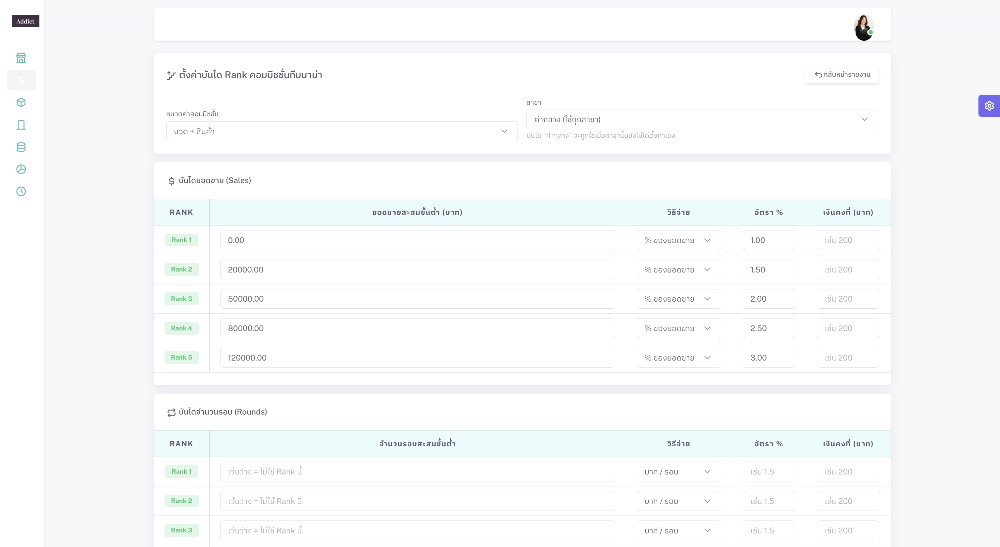 Addict
ตั้งค่าบันได Rank คอมมิชชั่นทีมมาม่า
กลับหน้ารายงาน
หมวดค่าคอมมิชชั่น
นวด + สินค้า
สาขา
ค่ากลาง (ใช้ทุกสาขา)
บันได "ค่ากลาง" จะถูกใช้เมื่อสาขานั้นยังไม่ได้ตั้งค่าเอง
บันไดยอดขาย (Sales)
RANK ยอดขายสะสมขั้นต่ำ (บาท) วิธีจ่าย อัตรา % เงินคงที่ (บาท)
Rank 1 0.00 % ของยอดขาย 1.00 เช่น 200
Rank 2 20000.00 % ของยอดขาย 1.50 เช่น 200
Rank 3 50000.00 % ของยอดขาย 2.00 เช่น 200
Rank 4 80000.00 % ของยอดขาย 2.50 เช่น 200
Rank 5 120000.00 % ของยอดขาย 3.00 เช่น 200
บันไดจำนวนรอบ (Rounds)
RANK จำนวนรอบสะสมขั้นต่ำ วิธีจ่าย อัตรา % เงินคงที่ (บาท)
Rank 1 เว้นว่าง = ไม่ใช้ Rank นี้ บาท / รอบ เช่น 1.5 เช่น 200
Rank 2 เว้นว่าง = ไม่ใช้ Rank นี้ บาท / รอบ เช่น 1.5 เช่น 200
Rank 3 เว้นว่าง = ไม่ใช้ Rank นี้ บาท / รอบ เช่น 1.5 เช่น 200